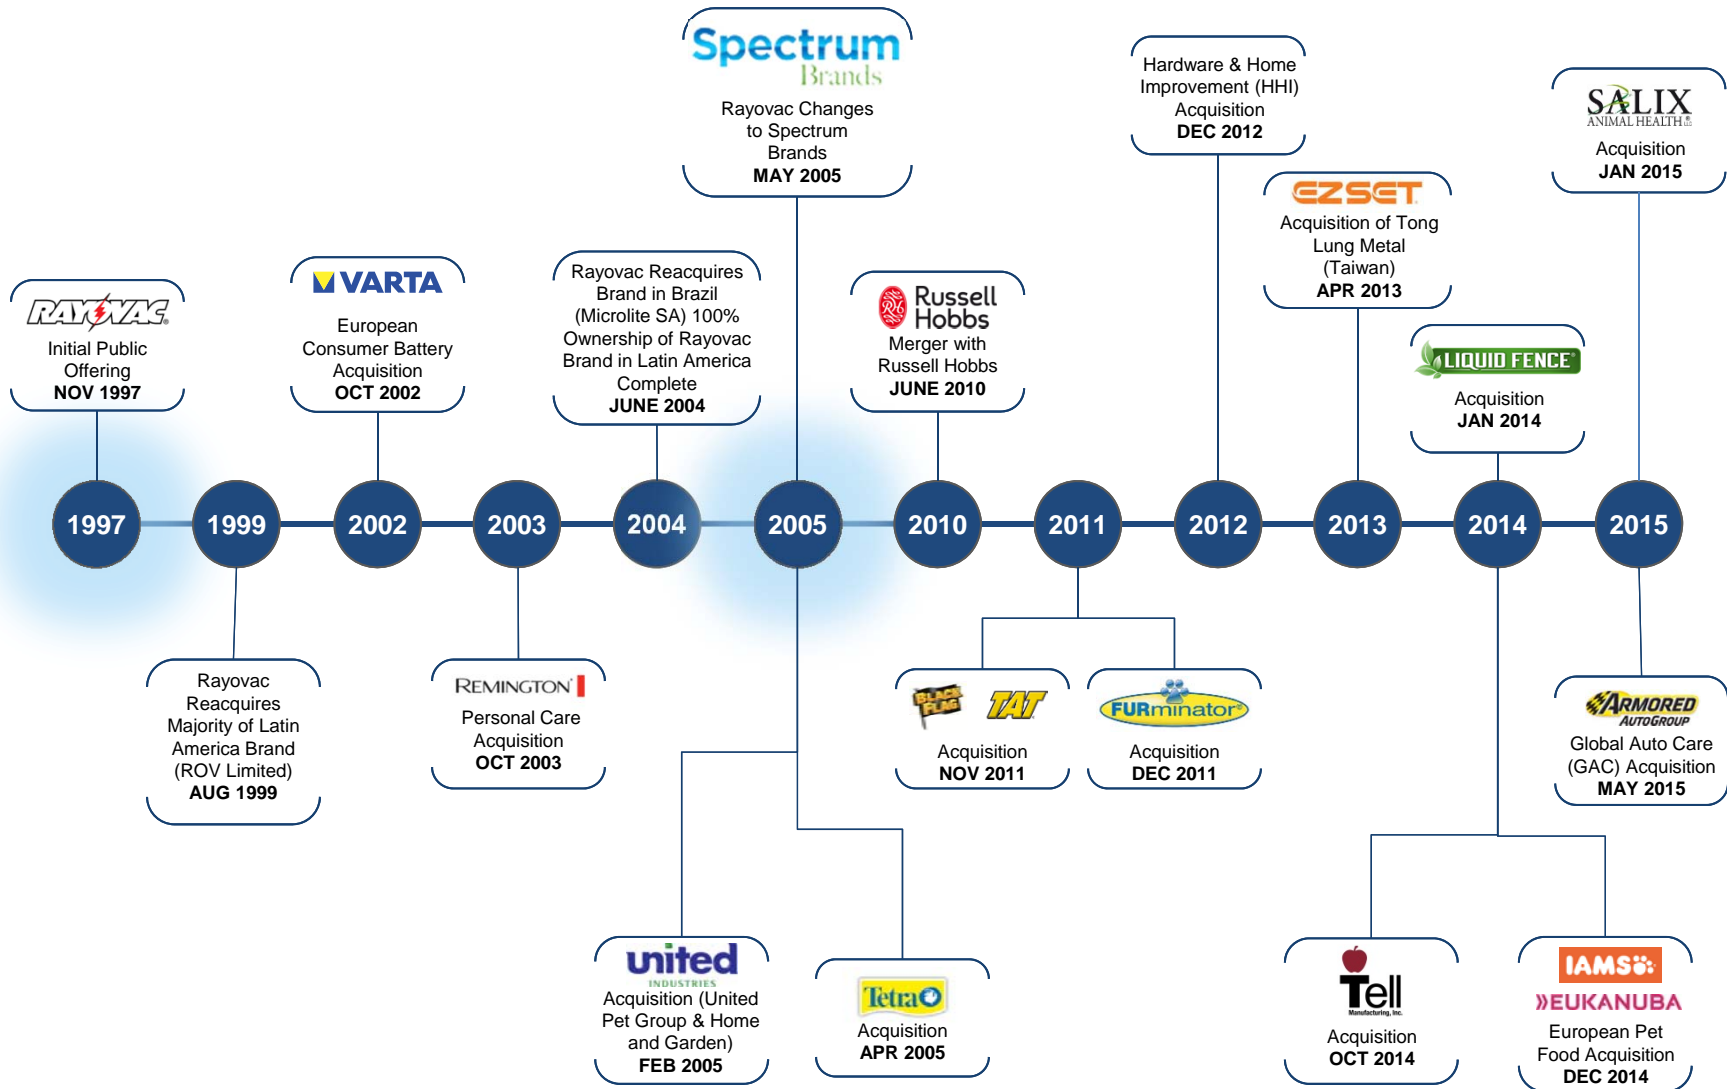 Spectrum
Brands
Rayovac Changes
to Spectrum
Brands
MAY 2005
Hardware & Home
Improvement (HHI)
Acquisition
DEC 2012
SALIX
ANIMAL HEALTH
Acquisition
JAN 2015
EZSET
Acquisition of Tong
Lung Metal
(Taiwan)
APR 2013
RAYOVAC
Initial Public
Offering
NOV 1997
VARTA
European
Consumer Battery
Acquisition
OCT 2002
Rayovac Reacquires
Brand in Brazil
(Microlite SA) 100%
Ownership of Rayovac
Brand in Latin America
Complete
JUNE 2004
RH
Russell
Hobbs
Merger with
Russell Hobbs
JUNE 2010
LIQUID FENCE®
Acquisition
JAN 2014
1997
1999
2002
2003
2004
2005
2010
2011
2012
2013
2014
2015
Rayovac
Reacquires
Majority of Latin
America Brand
(ROV Limited)
AUG 1999
REMINGTON
Personal Care
Acquisition
OCT 2003
BLACK
FLAG
TAT
Acquisition
NOV 2011
FURminator®
Acquisition
DEC 2011
ARMORED
AUTOGROUP
Global Auto Care
(GAC) Acquisition
MAY 2015
united
INDUSTRIES
Acquisition (United
Pet Group & Home
and Garden)
FEB 2005
Tetra
Acquisition
APR 2005
Tell
Manufacturing, Inc.
Acquisition
OCT 2014
IAMS
»EUKANUBA
European Pet
Food Acquisition
DEC 2014